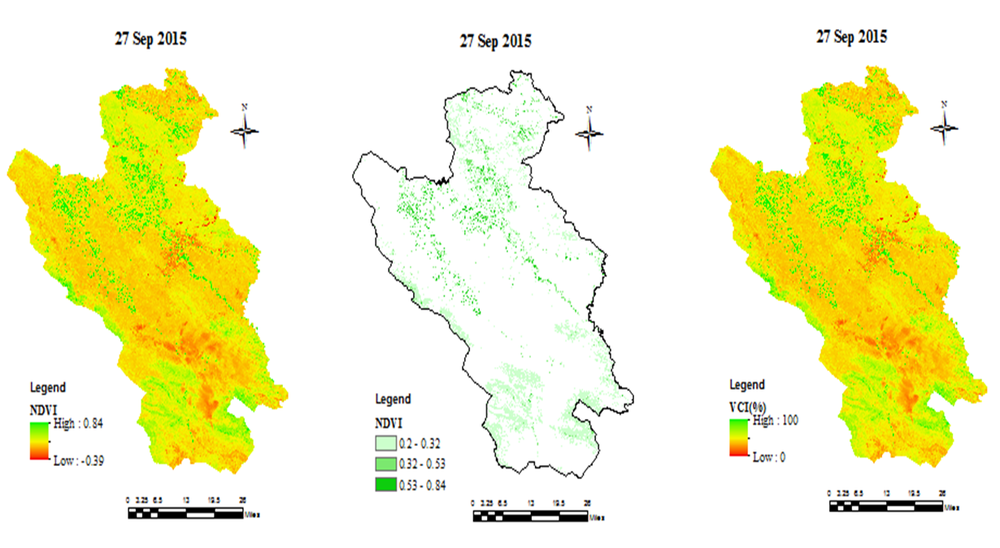 27 Sep 2015
N
Legend
NDVI
High : 0.84
Low : -0.39
0 3.25 6.5 13 19.5 26
Miles
27 Sep 2015
N
Legend
NDVI
0.2 - 0.32
0.32 - 0.53
0.53 - 0.84
0 3.25 6.5 13 19.5 26
Miles
27 Sep 2015
N
Legend
VCI(%)
High : 100
Low : 0
0 3.25 6.5 13 19.5 26
Miles